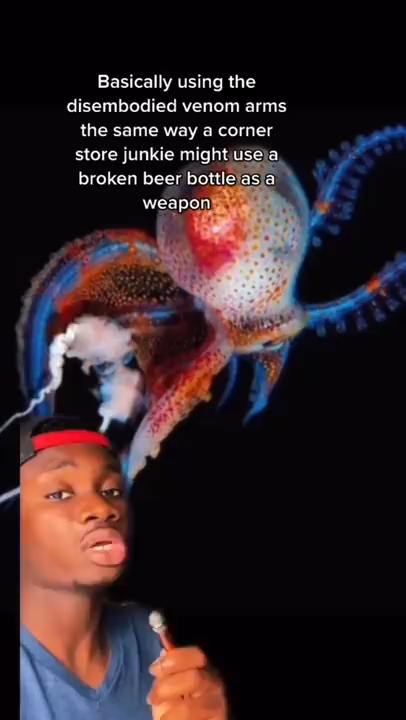 Basically using the
disembodied venom arms
the same way a corner
store junkie might use a
broken beer bottle as a
weapon